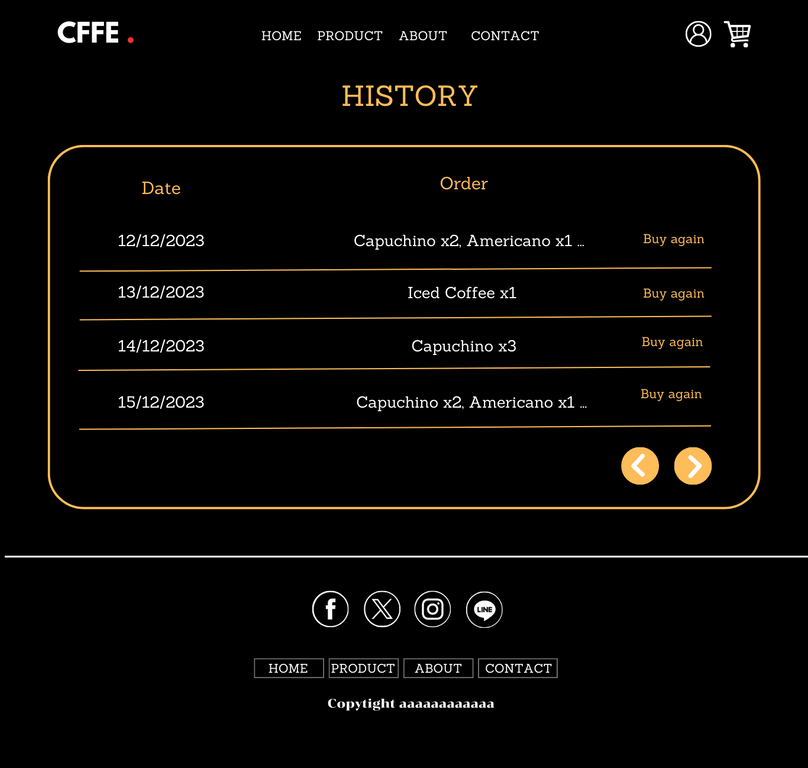 CFFE .
HOME PRODUCT ABOUT CONTACT
HISTORY
Date Order
12/12/2023 Capuchino x2, Americano x1 ... Buy again
13/12/2023 Iced Coffee x1 Buy again
14/12/2023 Capuchino x3 Buy again
15/12/2023 Capuchino x2, Americano x1 ... Buy again
LINE
HOME PRODUCT ABOUT CONTACT
Copytight aaaaaaaaaaaa